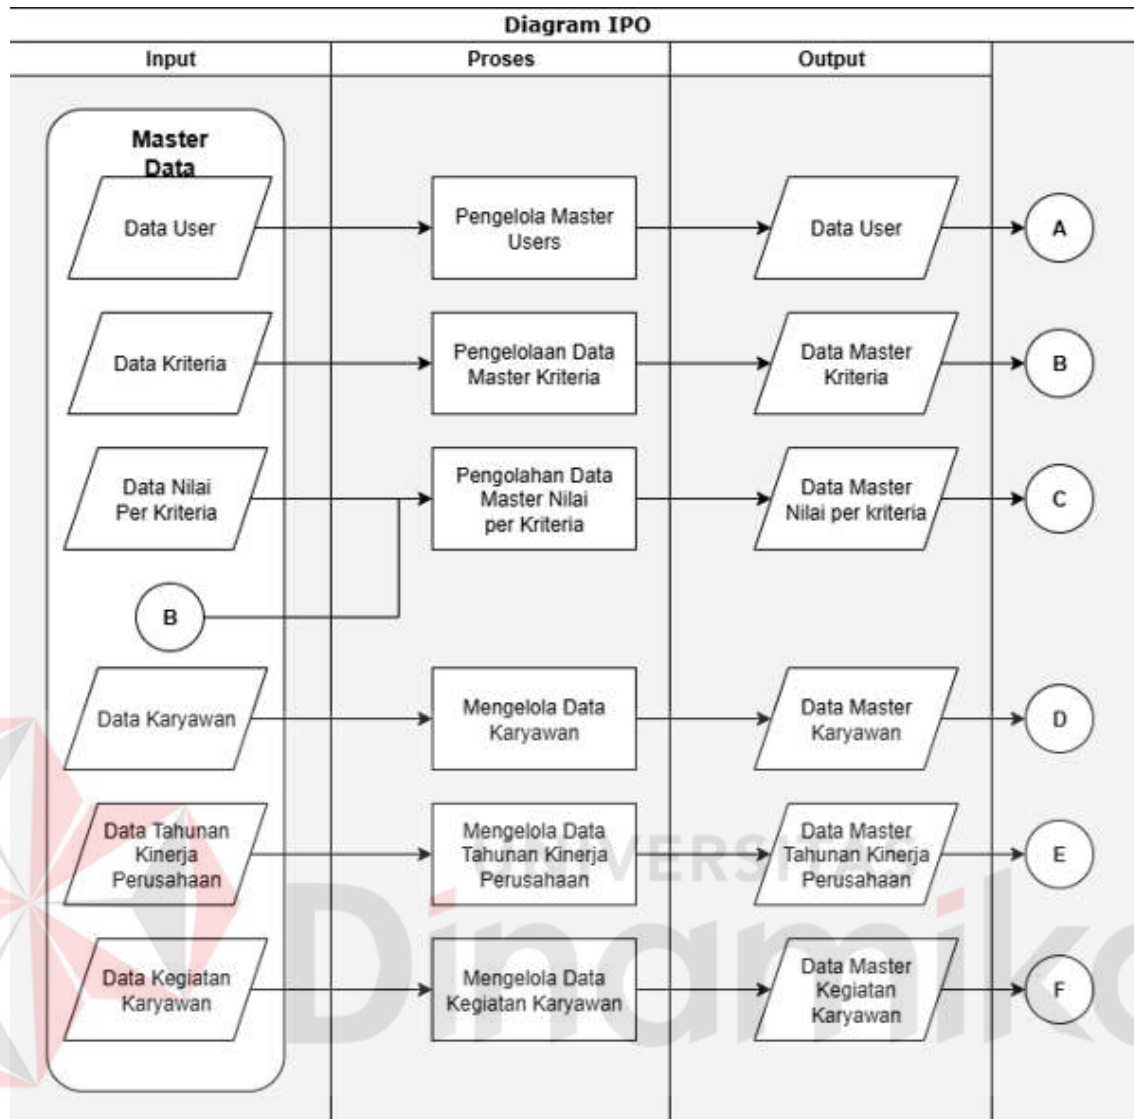 Diagram IPO
Input
Proses
Output
Master
Data
Data User
Pengelola Master
Users
Data User
A
Data Kriteria
Pengelolaan Data
Master Kriteria
Data Master
Kriteria
B
Data Nilai
Per Kriteria
Pengolahan Data
Master Nilai
per Kriteria
Data Master
Nilai per kriteria
C
B
Data Karyawan
Mengelola Data
Karyawan
Data Master
Karyawan
D
Data Tahunan
Kinerja
Perusahaan
Mengelola Data
Tahunan Kinerja
Perusahaan
Data Master
Tahunan Kinerja
Perusahaan
E
Data Kegiatan
Karyawan
Mengelola Data
Kegiatan Karyawan
Data Master
Kegiatan
Karyawan
F
UNIVERSITAS
Dinamika